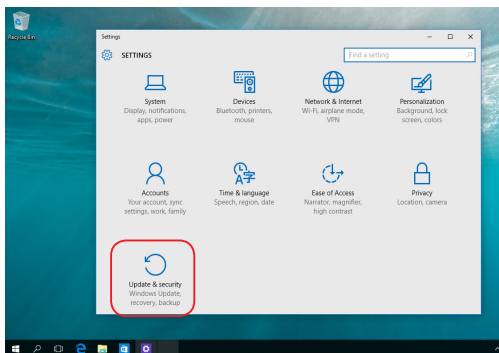 Recycle Bin
Settings
SETTINGS
Find a setting
System
Display, notifications,
apps, power
Devices
Bluetooth, printers,
mouse
Network & Internet
Wi-Fi, airplane mode,
VPN
Personalization
Background, lock
screen, colors
Accounts
Your account, sync
settings, work, family
Time & language
Speech, region, date
Ease of Access
Narrator, magnifier,
high contrast
Privacy
Location, camera
Update & security
Windows Update,
recovery, backup